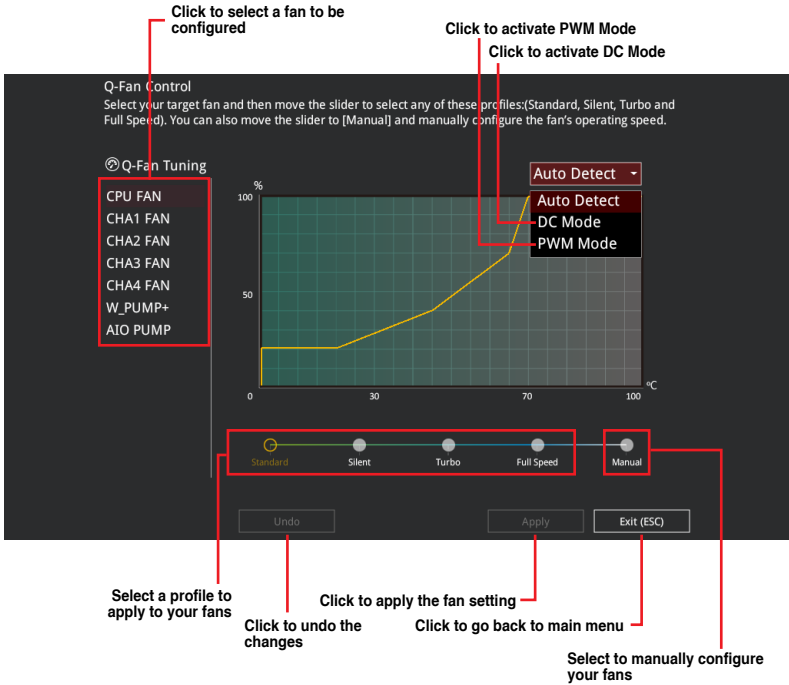 Click to select a fan to be
configured
Click to activate PWM Mode
Click to activate DC Mode
Q-Fan Control
Select your target fan and then move the slider to select any of these profiles:(Standard, Silent, Turbo and
Full Speed). You can also move the slider to [Manual] and manually configure the fan's operating speed.
Q-Fan Tuning
CPU FAN
CHA1 FAN
CHA2 FAN
CHA3 FAN
CHA4 FAN
W_PUMP+
AIO PUMP
Auto Detect
Auto Detect
DC Mode
PWM Mode
%
100
50
0
30
70
100
ºC
Standard
Silent
Turbo
Full Speed
Manual
Undo
Apply
Exit (ESC)
Select a profile to
apply to your fans
Click to undo the
changes
Click to apply the fan setting
Click to go back to main menu
Select to manually configure
your fans